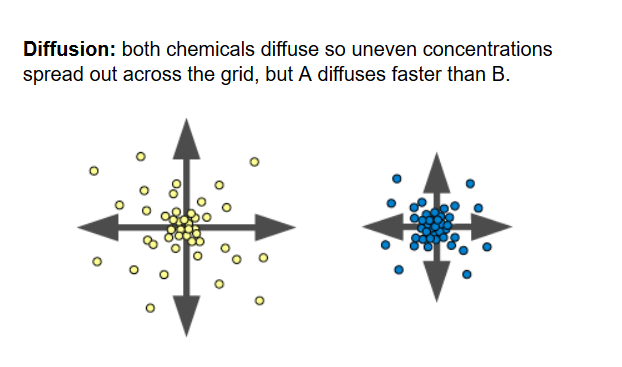 Diffusion: both chemicals diffuse so uneven concentrations
spread out across the grid, but A diffuses faster than B.